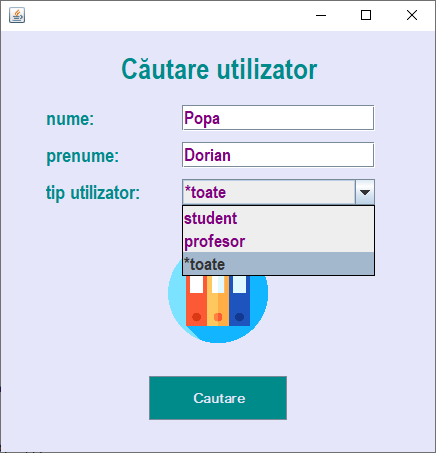 Căutare utilizator
nume: Popa
prenume: Dorian
tip utilizator: *toate
student
profesor
*toate
Cautare